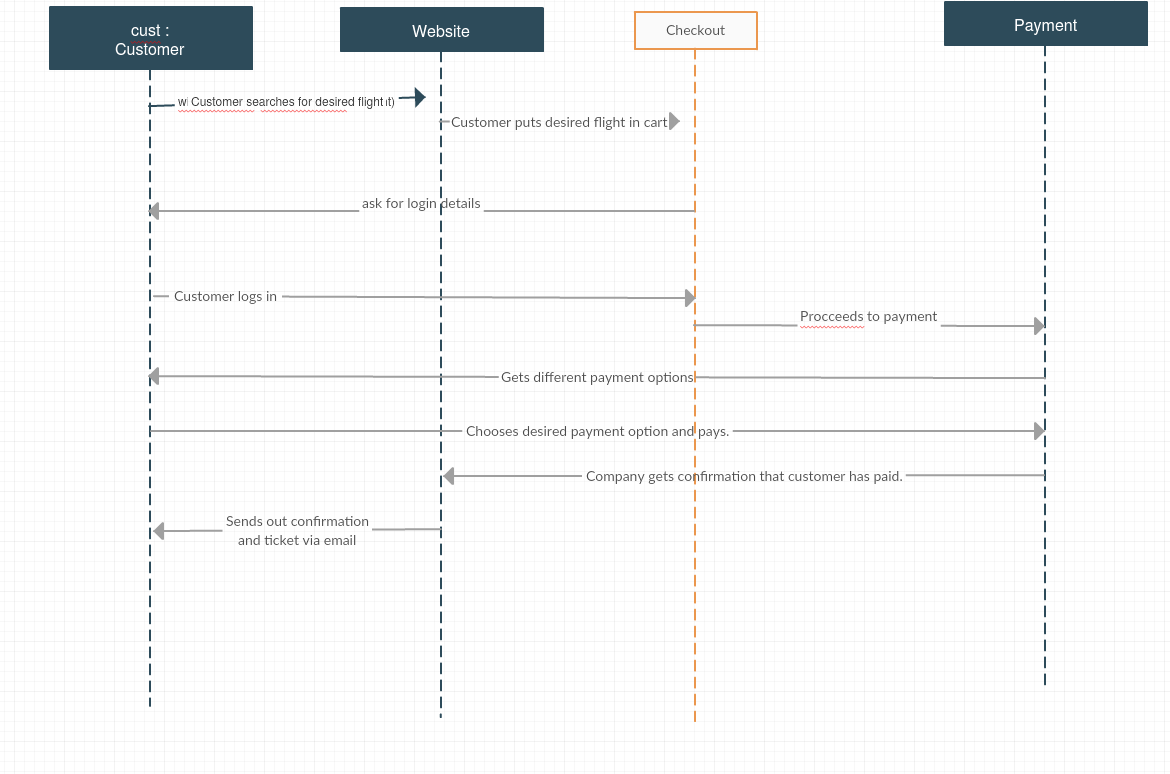 cust :
Customer
Website
Checkout
Payment
Customer searches for desired flight
Customer puts desired flight in cart
ask for login details
Customer logs in
Procceeds to payment
Gets different payment options
Chooses desired payment option and pays.
Company gets confirmation that customer has paid.
Sends out confirmation
and ticket via email